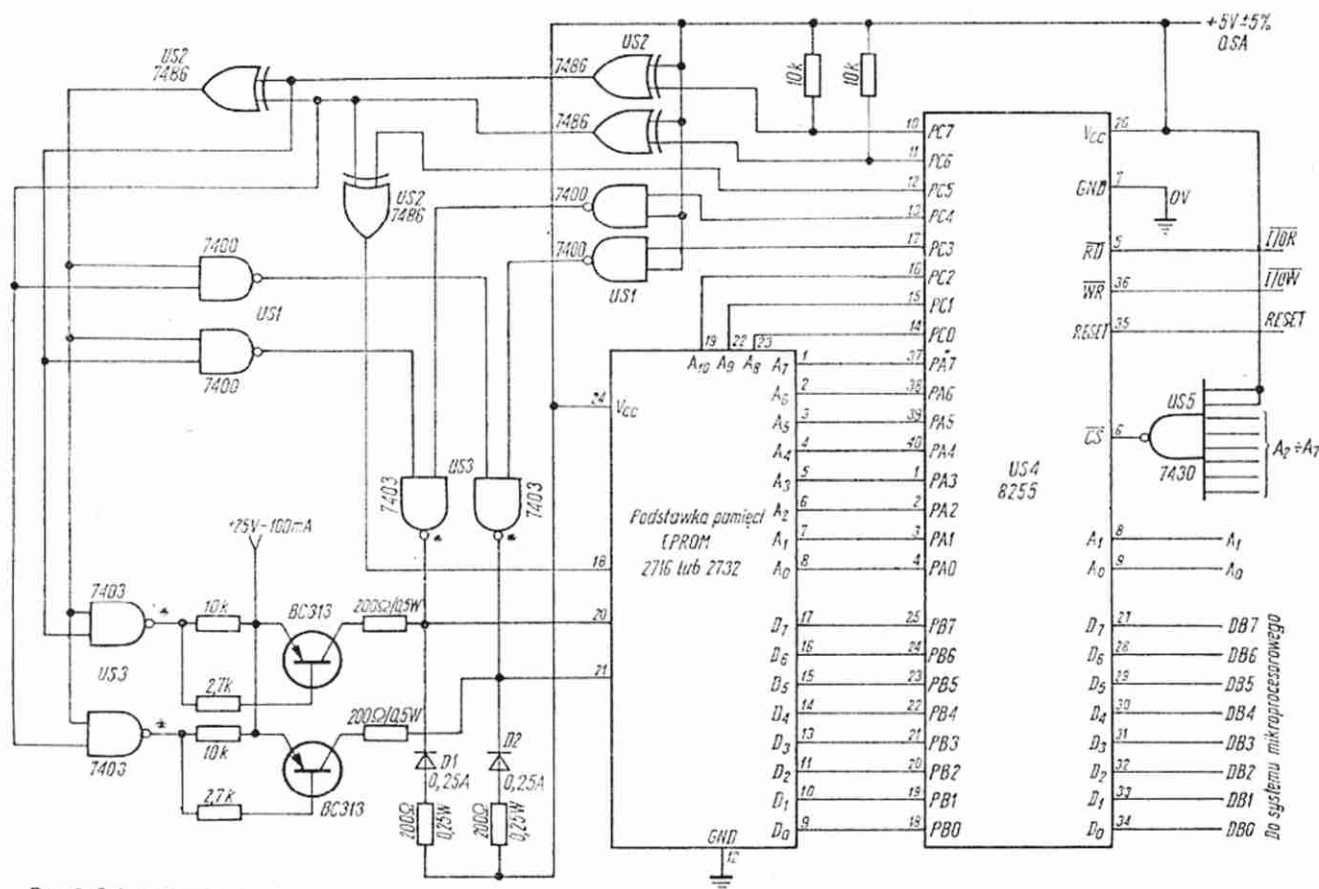 +5V ±5%
0.5A
US2
7486
US2
7486
7486
10k
10k
US2
7486
7400
7400
US1
7400
US1
7400
10 PC7
11 PC6
12 PC5
13 PC4
17 PC3
16 PC2
15 PC1
14 PC0
37 PA7
38 PA6
39 PA5
40 PA4
1 PA3
2 PA2
3 PA1
4 PA0
25 PB7
24 PB6
23 PB5
22 PB4
21 PB3
20 PB2
19 PB1
18 PB0
US4
8255
VCC 26
GND 7
0V
RD 5 I/OR
WR 36 I/OW
RESET 35 RESET
US5
CS 6
7430
A2 ÷ A7
A1 8 A1
A0 9 A0
D7 27 DB7
D6 28 DB6
D5 29 DB5
D4 30 DB4
D3 31 DB3
D2 32 DB2
D1 33 DB1
D0 34 DB0
Do systemu mikroprocesorowego
19 22 23
A10 A9 A8
A7 1
A6 2
A5 3
A4 4
A3 5
A2 6
A1 7
A0 8
D7 17
D6 16
D5 15
D4 14
D3 13
D2 11
D1 10
D0 9
24 VCC
Podstawka pamięci
EPROM
2716 lub 2732
18
20
21
GND
12
US3
7403
7403
+25V-100mA
7403
US3
10k
BC313
200Ω/0,5W
2,7k
7403
10k
BC313
200Ω/0,5W
2,7k
D1
0,25A
D2
0,25A
200Ω
0,25W
200Ω
0,25W